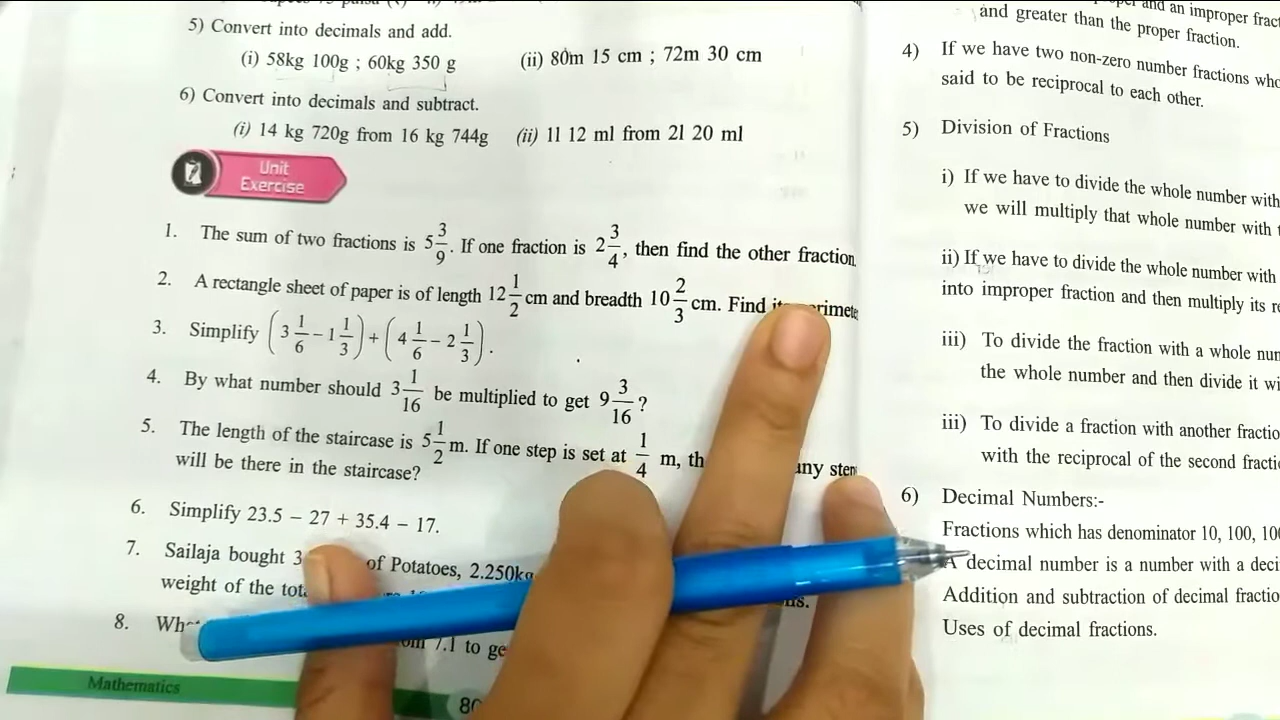 5) Convert into decimals and add.
(i) 58kg 100g ; 60kg 350 g (ii) 80m 15 cm ; 72m 30 cm
6) Convert into decimals and subtract.
(i) 14 kg 720g from 16 kg 744g (ii) 1l 12 ml from 2l 20 ml
Unit
Exercise
1. The sum of two fractions is 5 3/9. If one fraction is 2 3/4, then find the other fraction
2. A rectangle sheet of paper is of length 12 1/2 cm and breadth 10 2/3 cm. Find
3. Simplify (3 1/6 − 1 1/3) + (4 1/6 − 2 1/3).
4. By what number should 3 1/16 be multiplied to get 9 3/16?
5. The length of the staircase is 5 1/2 m. If one step is set at 1/4 m,
will be there in the staircase?
6. Simplify 23.5 − 27 + 35.4 − 17.
7. Sailaja bought 3 of Potatoes, 2.250kg
weight of the
8.
7.1 to
Mathematics
and an improper
and greater than the proper fraction.
4) If we have two non-zero number fractions
said to be reciprocal to each other.
5) Division of Fractions
i) If we have to divide the whole number with
we will multiply that whole number with
ii) If we have to divide the whole number with
into improper fraction and then multiply its
iii) To divide the fraction with a whole
the whole number and then divide it
iii) To divide a fraction with another
with the reciprocal of the second
6) Decimal Numbers:-
Fractions which has denominator 10, 100,
A decimal number is a number with a
Addition and subtraction of decimal
Uses of decimal fractions.